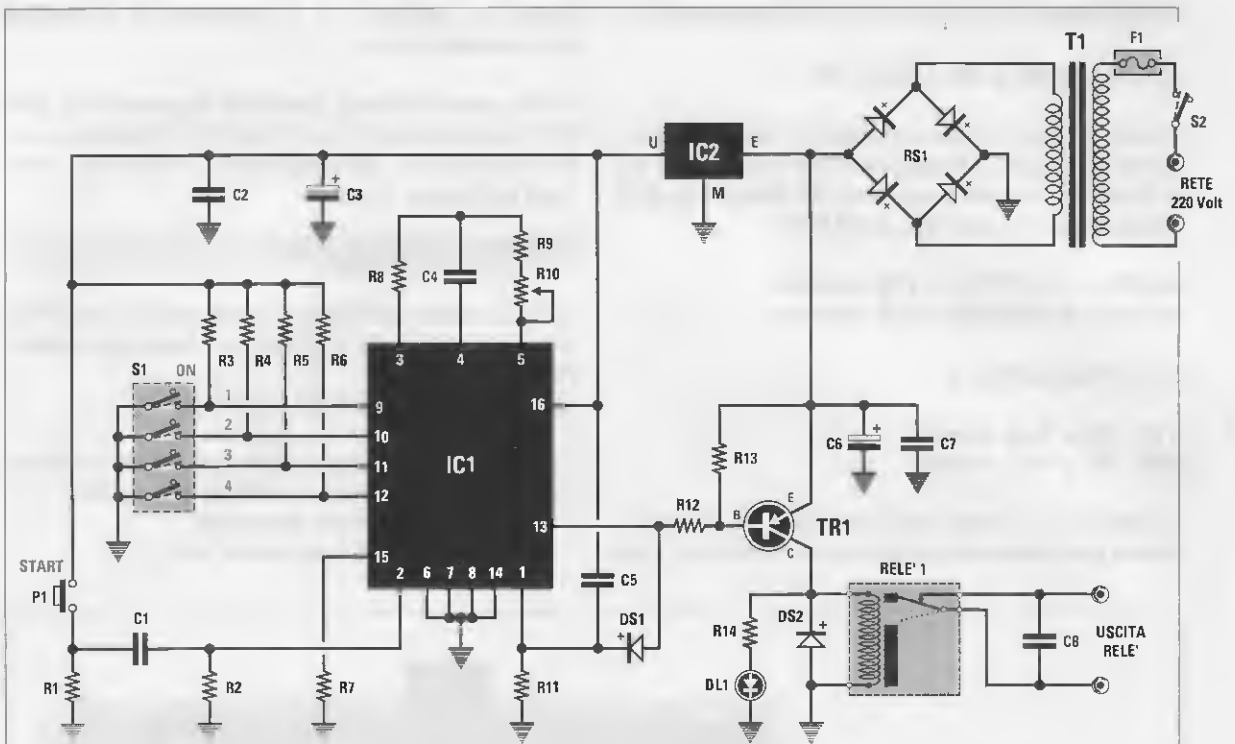 T1
F1
S2
RETE
220 Volt
RS1
U
IC2
E
M
C2
+
C3
R8
C4
R9
R10
R3
R4
R5
R6
S1
ON
1
2
3
4
3
4
5
9
10
11
12
15
2
6
7
8
14
1
13
16
IC1
C5
DS1
R11
R12
R13
B
E
C
TR1
+
C6
C7
START
P1
C1
R1
R2
R7
R14
DL1
DS2
+
RELE' 1
C8
USCITA
RELE'